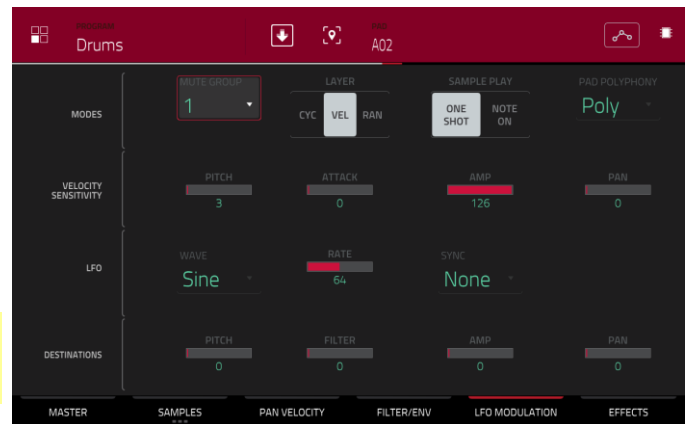 PROGRAM PAD
Drums A02
MUTE GROUP LAYER SAMPLE PLAY PAD POLYPHONY
MODES 1 CYC VEL RAN ONE SHOT NOTE ON Poly
PITCH ATTACK AMP PAN
VELOCITY SENSITIVITY
3 0 126 0
WAVE RATE SYNC
LFO Sine 64 None
PITCH FILTER AMP PAN
DESTINATIONS
0 0 0 0
MASTER SAMPLES PAN VELOCITY FILTER/ENV LFO MODULATION EFFECTS